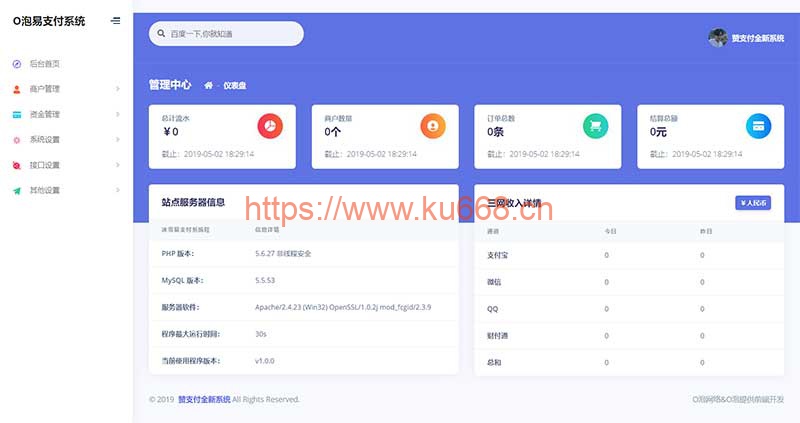 O泡易支付系统
百度一下,你就知道
赞支付全新系统
后台首页
商户管理
资金管理
系统设置
接口设置
其他设置
管理中心 - 仪表盘
总计流水
￥0
截止：2019-05-02 18:29:14
商户数量
0个
截止：2019-05-02 18:29:14
订单总数
0条
截止：2019-05-02 18:29:14
结算总额
0元
截止：2019-05-02 18:29:14
站点服务器信息
信息详情
PHP 版本: 5.6.27 非线程安全
MySQL 版本: 5.5.53
服务器软件: Apache/2.4.23 (Win32) OpenSSL/1.0.2j mod_fcgid/2.3.9
程序最大运行时间: 30s
当前使用程序版本: v1.0.0
三网收入详情
￥人民币
通道 今日 昨日
支付宝 0 0
微信 0 0
QQ 0 0
财付通 0 0
总和 0 0
https://www.ku668.cn
© 2019 赞支付全新系统 All Rights Reserved.
O泡网络&O泡提供前端开发